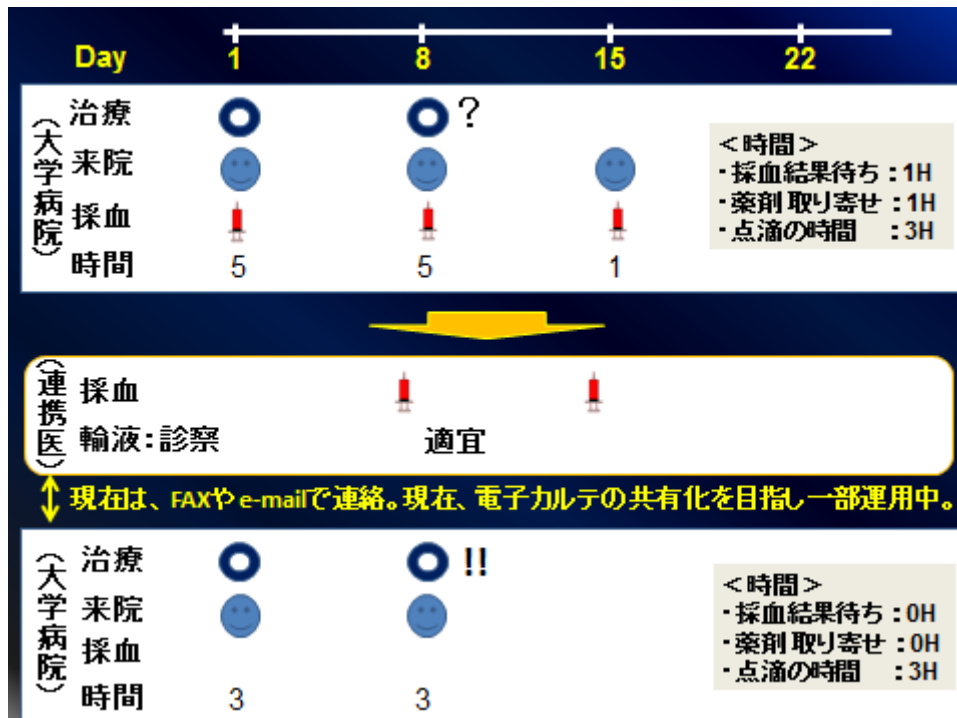 Day 1 8 15 22
(大学病院)
治療 ?
来院
採血
時間 5 5 1
<時間>
・採血結果待ち:1H
・薬剤取り寄せ:1H
・点滴の時間 :3H
(連携医)
採血
輸液:診察 適宜
現在は、FAXやe-mailで連絡。現在、電子カルテの共有化を目指し一部運用中。
(大学病院)
治療 !!
来院
採血
時間 3 3
<時間>
・採血結果待ち:0H
・薬剤取り寄せ:0H
・点滴の時間 :3H